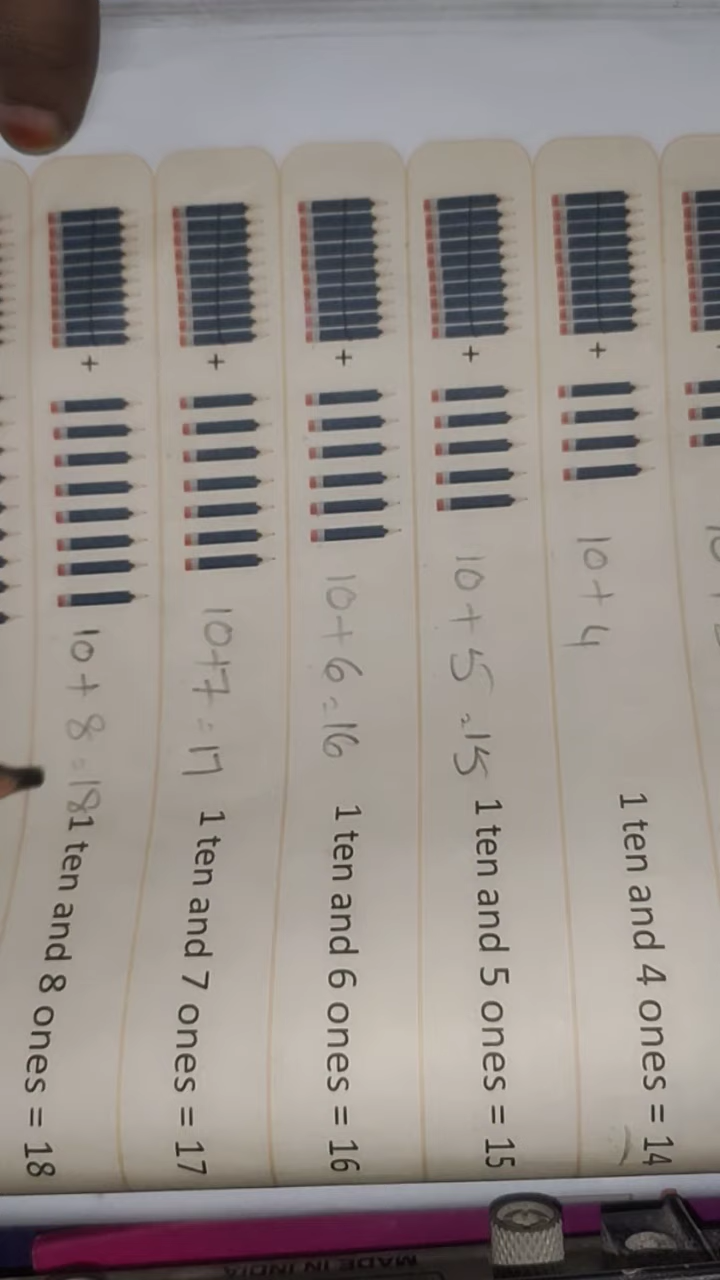 + 10 + 4 1 ten and 4 ones = 14
+ 10 + 5 = 15 1 ten and 5 ones = 15
+ 10 + 6 = 16 1 ten and 6 ones = 16
+ 10 + 7 = 17 1 ten and 7 ones = 17
+ 10 + 8 = 18 1 ten and 8 ones = 18
MADE IN INDIA